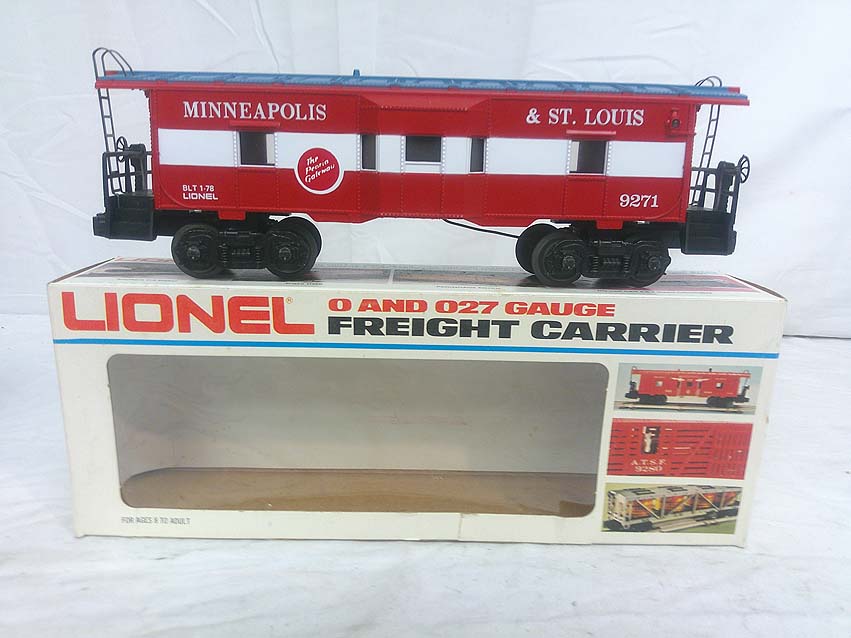 MINNEAPOLIS & ST. LOUIS
The
Peoria
Gateway
BLT 1-78
LIONEL
9271
LIONEL®
O AND O27 GAUGE
FREIGHT CARRIER
A.T.S.F.
9280
FOR AGES 8 TO ADULT